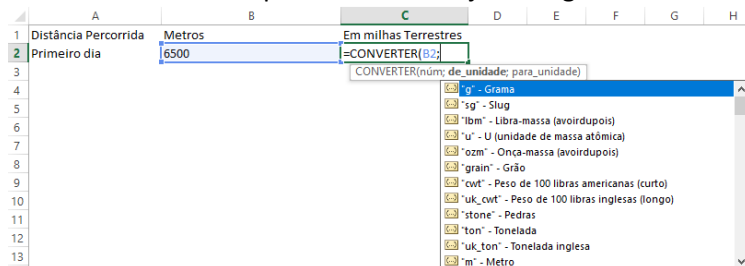 A B C D E F G H
1 Distância Percorrida Metros Em milhas Terrestres
2 Primeiro dia 6500 =CONVERTER(B2;
3 CONVERTER(núm; de_unidade; para_unidade)
4 "g" - Grama
5 "sg" - Slug
6 "lbm" - Libra-massa (avoirdupois)
7 "u" - U (unidade de massa atômica)
"ozm" - Onça-massa (avoirdupois)
8 "grain" - Grão
9 "cwt" - Peso de 100 libras americanas (curto)
10 "uk_cwt" - Peso de 100 libras inglesas (longo)
11 "stone" - Pedras
12 "ton" - Tonelada
"uk_ton" - Tonelada inglesa
13 "m" - Metro